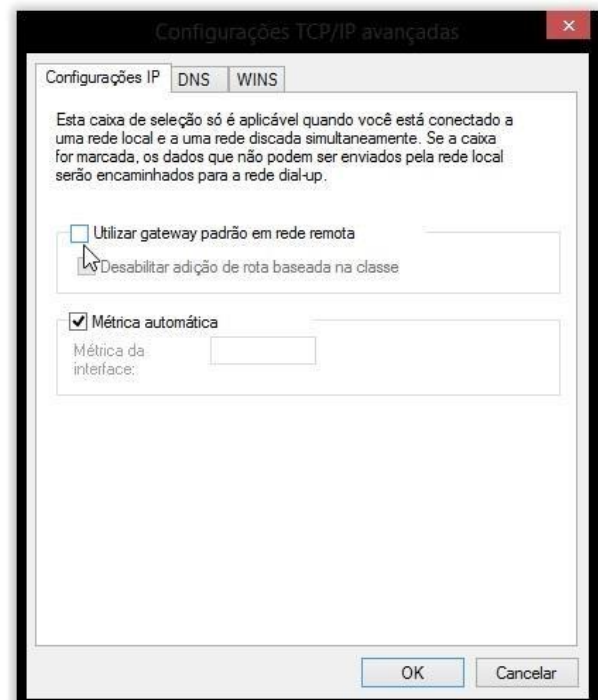 Configurações TCP/IP avançadas
Configurações IP DNS WINS
Esta caixa de seleção só é aplicável quando você está conectado a
uma rede local e a uma rede discada simultaneamente. Se a caixa
for marcada, os dados que não podem ser enviados pela rede local
serão encaminhados para a rede dial-up.
Utilizar gateway padrão em rede remota
Desabilitar adição de rota baseada na classe
Métrica automática
Métrica da
interface:
OK Cancelar